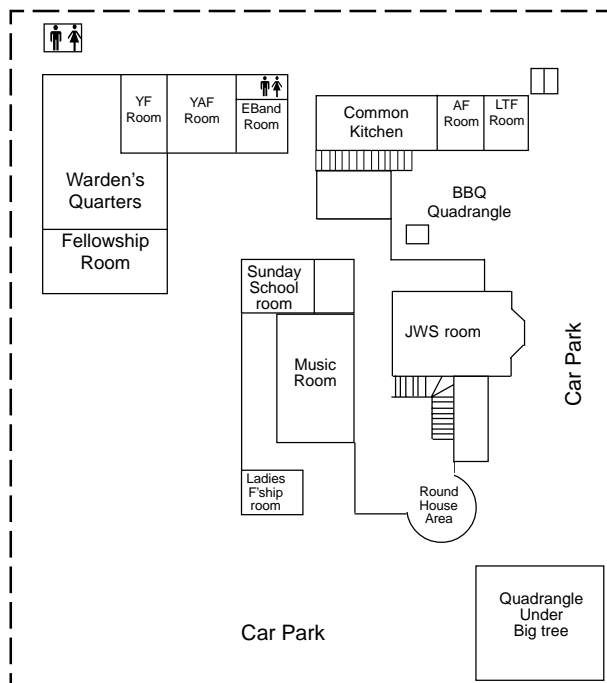 YF
Room
YAF
Room
EBand
Room
Common
Kitchen
AF
Room
LTF
Room
Warden's
Quarters
BBQ
Quadrangle
Fellowship
Room
Sunday
School
room
JWS room
Car Park
Music
Room
Ladies
F'ship
room
Round
House
Area
Quadrangle
Under
Big tree
Car Park